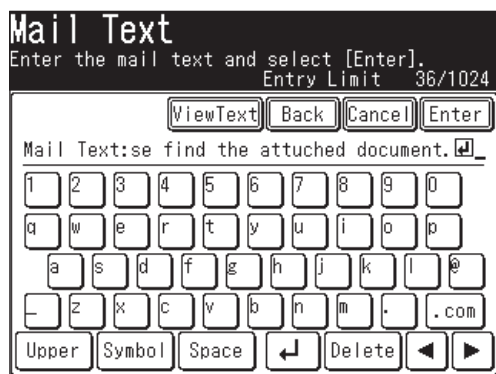 Mail Text
Enter the mail text and select [Enter].
Entry Limit 36/1024
ViewText Back Cancel Enter
Mail Text:se find the attuched document.↵_
1 2 3 4 5 6 7 8 9 0
q w e r t y u i o p
a s d f g h j k l @
_ z x c v b n m . .com
Upper Symbol Space ↵ Delete ◀ ▶